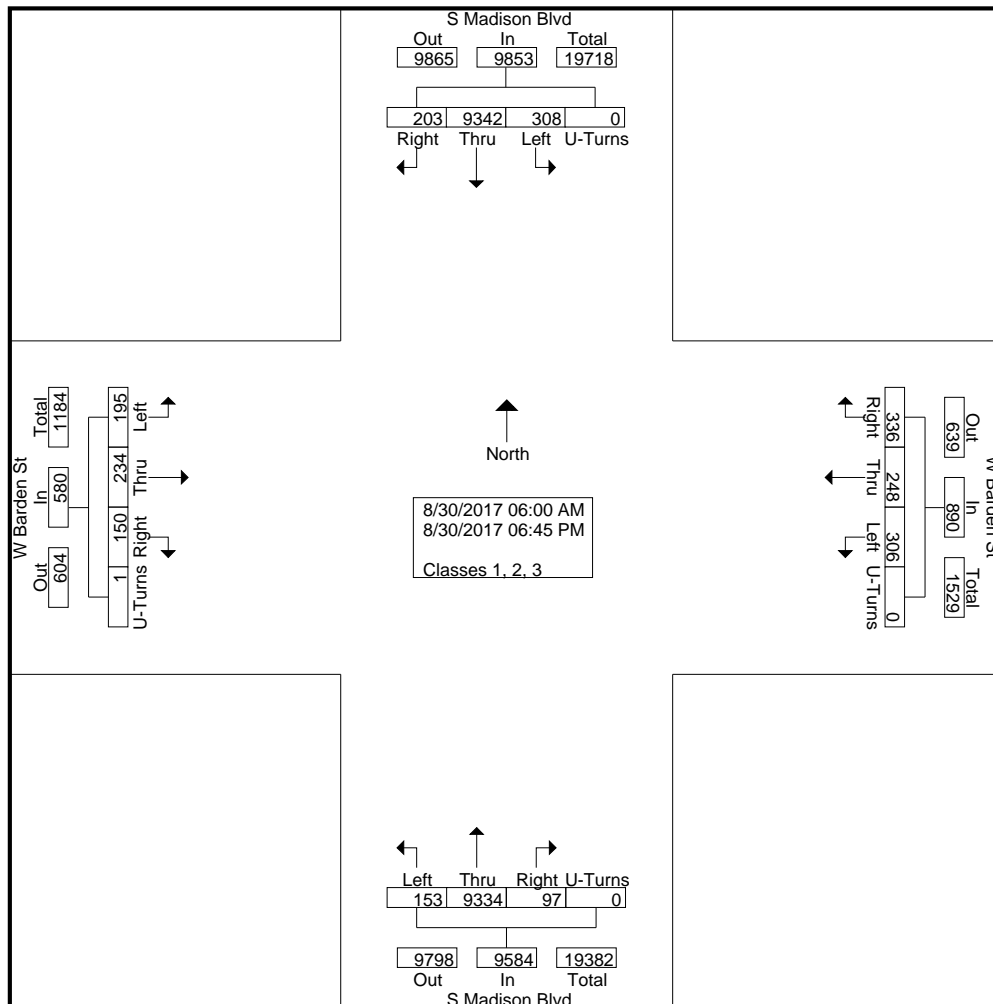 S Madison Blvd
Out In Total
9865 9853 19718
203 9342 308 0
Right Thru Left U-Turns
North
8/30/2017 06:00 AM
8/30/2017 06:45 PM
Classes 1, 2, 3
W Barden St
Total In Out
1184 580 604
195 234 150 1
Left Thru Right U-Turns
Right Thru Left U-Turns
336 248 306 0
639 890 1529
Out In Total
W Barden St
Left Thru Right U-Turns
153 9334 97 0
9798 9584 19382
Out In Total
S Madison Blvd